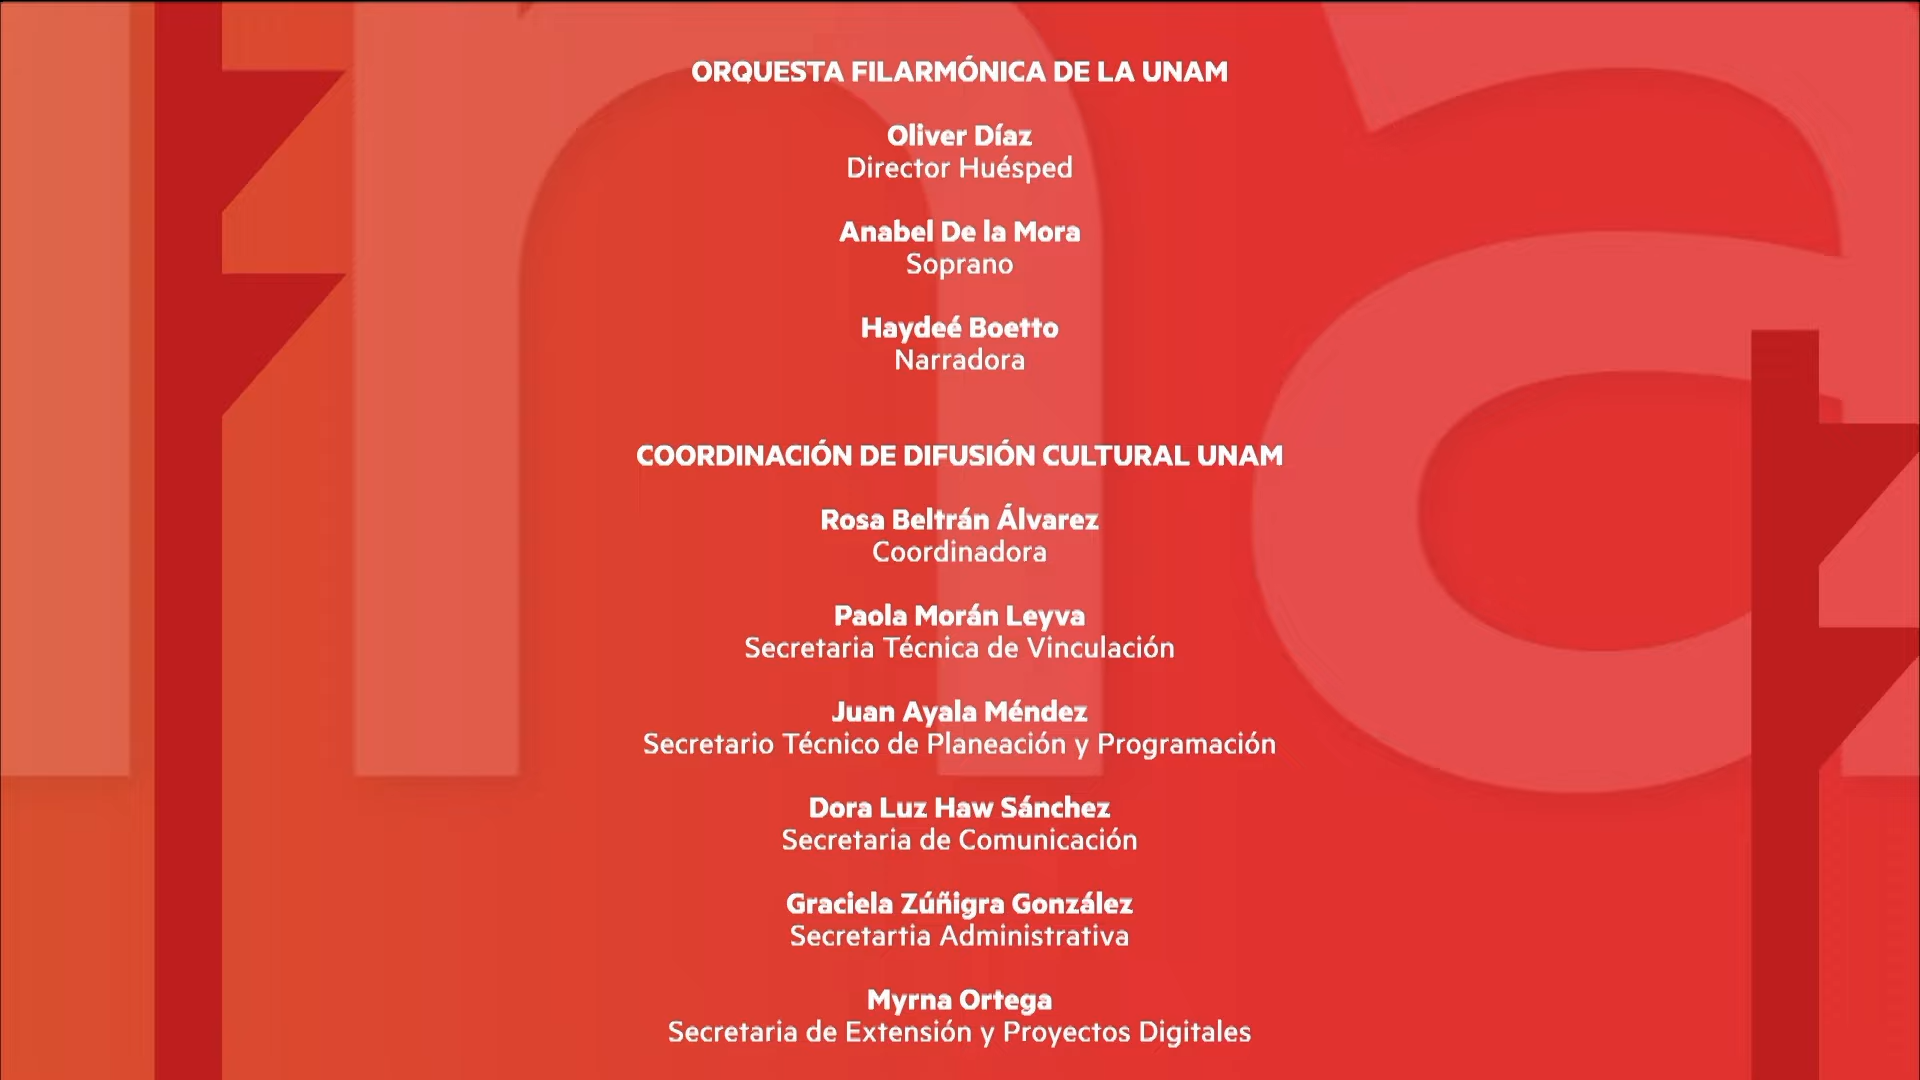 ORQUESTA FILARMÓNICA DE LA UNAM
Oliver Díaz
Director Huésped
Anabel De la Mora
Soprano
Haydeé Boetto
Narradora
COORDINACIÓN DE DIFUSIÓN CULTURAL UNAM
Rosa Beltrán Álvarez
Coordinadora
Paola Morán Leyva
Secretaria Técnica de Vinculación
Juan Ayala Méndez
Secretario Técnico de Planeación y Programación
Dora Luz Haw Sánchez
Secretaria de Comunicación
Graciela Zúñigra González
Secretartia Administrativa
Myrna Ortega
Secretaria de Extensión y Proyectos Digitales